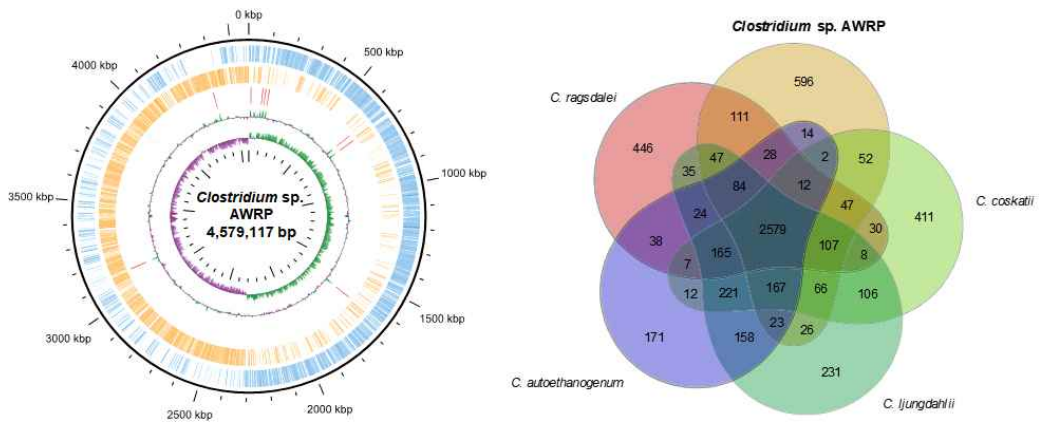 0 kbp
500 kbp
1000 kbp
1500 kbp
2000 kbp
2500 kbp
3000 kbp
3500 kbp
4000 kbp
Clostridium sp.
AWRP
4,579,117 bp
Clostridium sp. AWRP
C. ragsdalei
C. coskatii
C. ljungdahlii
C. autoethanogenum
596
111
14
446
28
2
52
35
47
84
12
47
411
24
30
38
2579
107
165
8
7
12
221
167
66
106
23
26
171
158
231